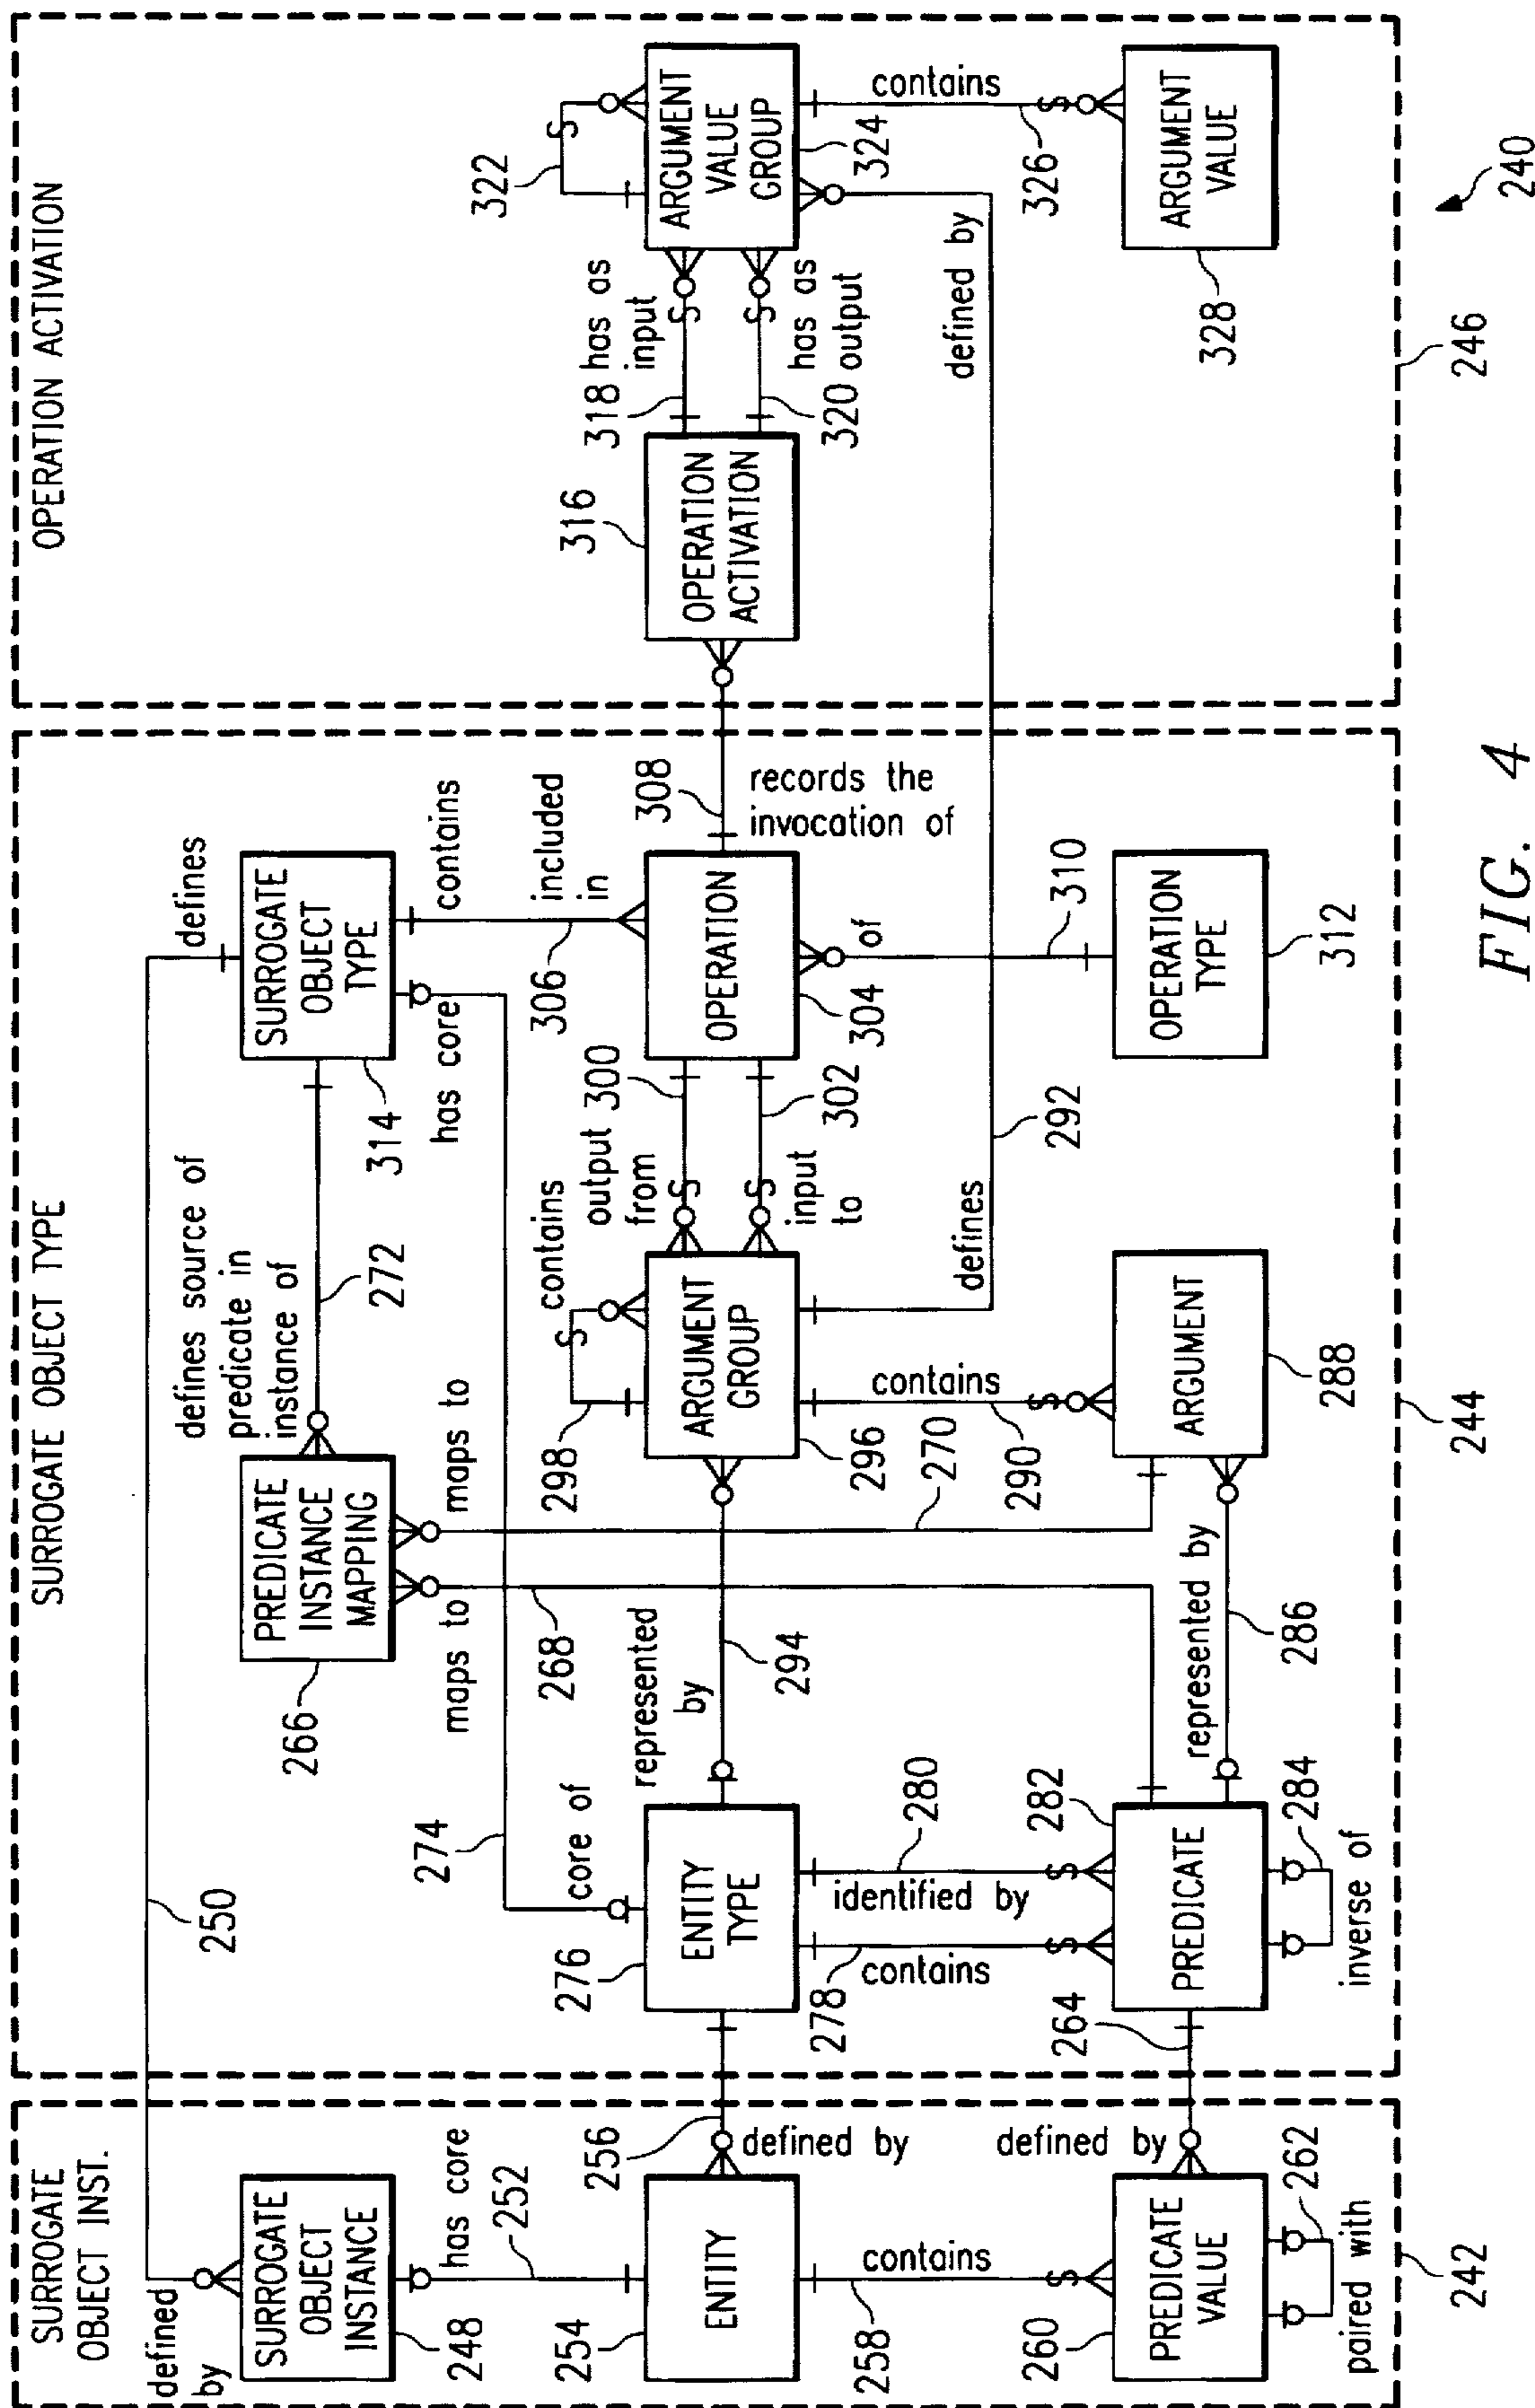 SURROGATE
OBJECT INST.
SURROGATE OBJECT TYPE
OPERATION ACTIVATION
defined
by
250
defines
SURROGATE
OBJECT
INSTANCE
248
has core
252
266
PREDICATE
INSTANCE
MAPPING
defines source of
predicate in
instance of
272
SURROGATE
OBJECT
TYPE
314
has core
maps to
maps to
contains
included
in
306
274
core of
268
254
ENTITY
256
defined by
276
ENTITY
TYPE
represented
by
294
298
contains
ARGUMENT
GROUP
296
output
from
300
input
to
302
OPERATION
304
308
records the
invocation of
316
OPERATION
ACTIVATION
318
has as
input
320
has as
output
322
ARGUMENT
VALUE
GROUP
324
258
contains
278
contains
280
identified by
270
290
contains
defines
292
of
310
defined by
contains
326
260
PREDICATE
VALUE
262
paired with
defined by
264
PREDICATE
282
284
inverse of
represented by
286
ARGUMENT
288
OPERATION
TYPE
312
ARGUMENT
VALUE
328
242
244
246
240
FIG. 4